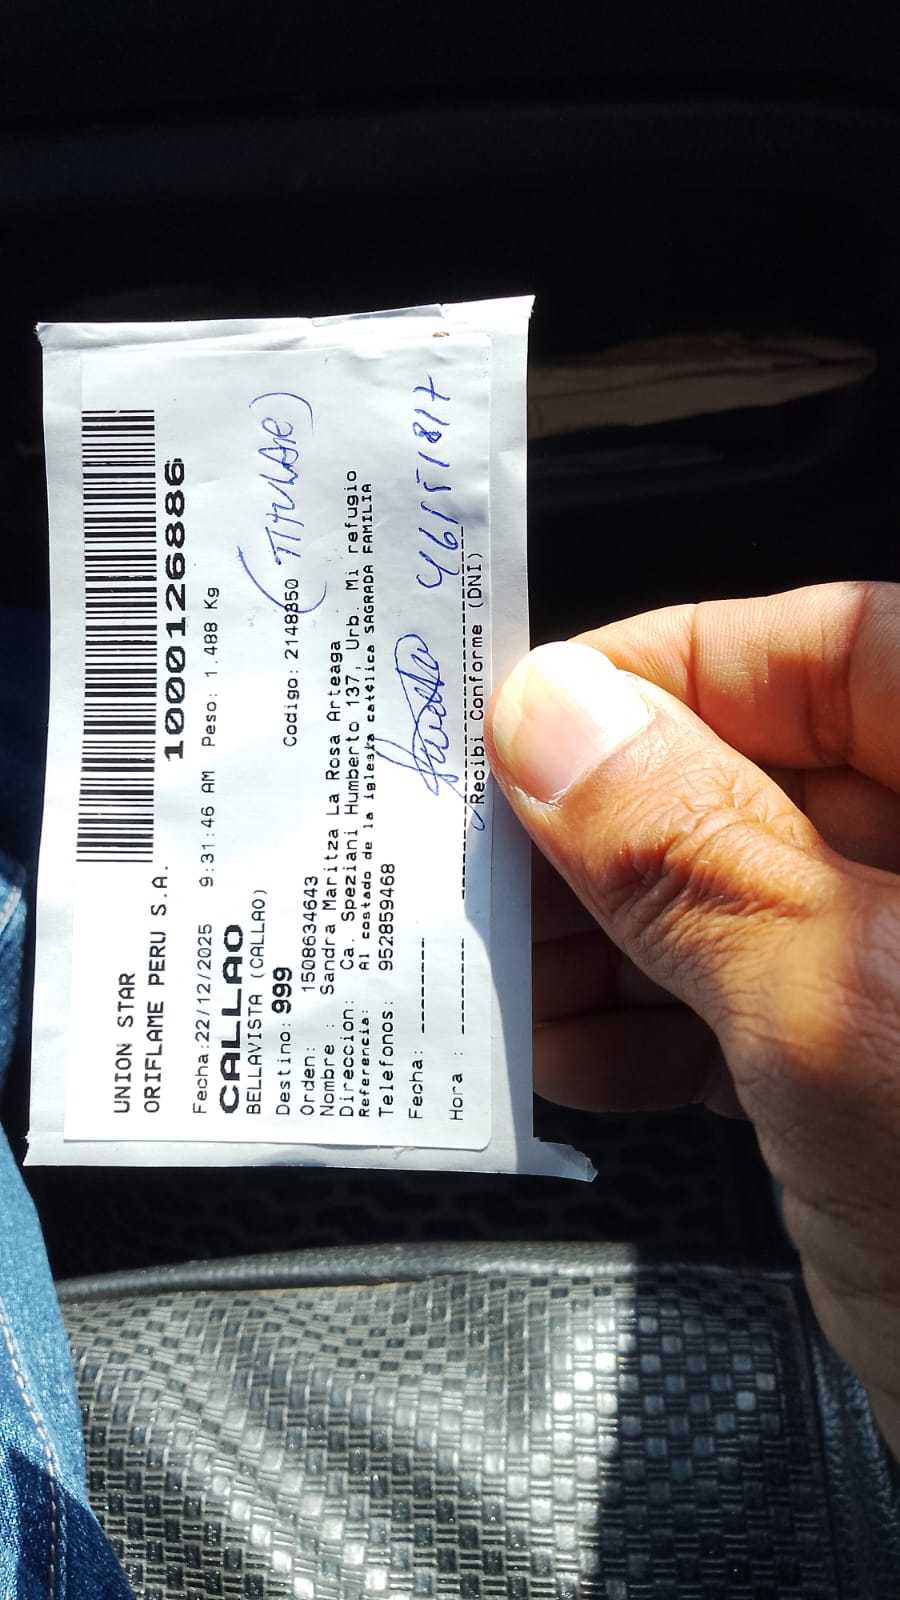 UNION STAR
ORIFLAME PERU S.A.
1000126886
Fecha:22/12/2025 9:31:46 AM Peso: 1.488 Kg
CALLAO
BELLAVISTA (CALLAO)
Destino: 999
Codigo: 2148350
(TITULAR)
Orden: 1508634643
Nombre : Sandra Maritza La Rosa Arteaga
Direccion: Ca. Speziani Humberto 137, Urb. Mi refugio
Referencia: Al costado de la iglesia católica SAGRADA FAMILIA
Telefonos: 952859468
Fecha: --------
Hora : --------
Recibi Conforme (DNI)